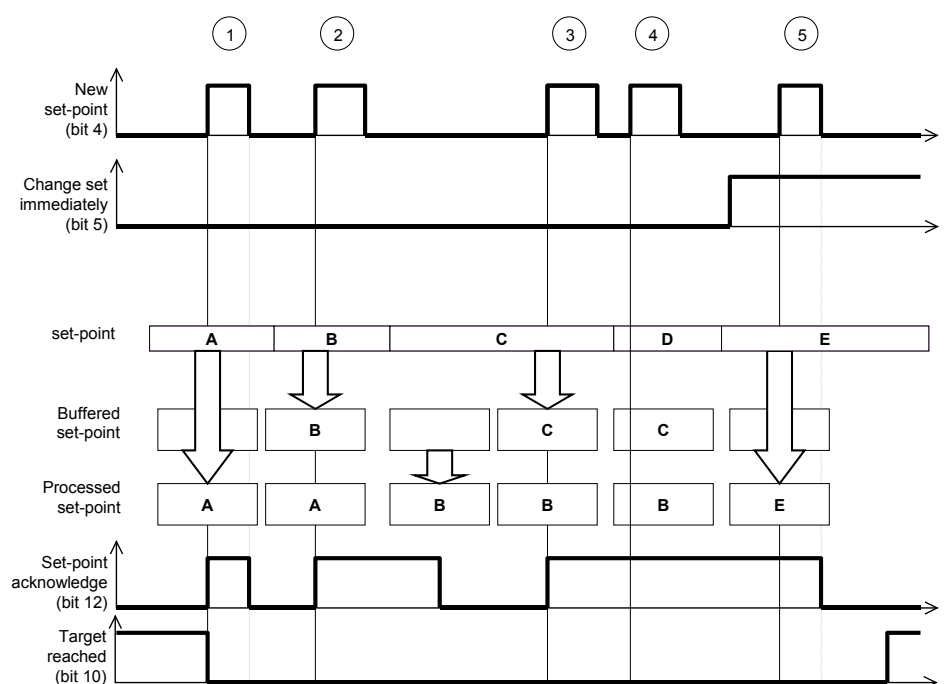 1 2 3 4 5
New
set-point
(bit 4)
Change set
immediately
(bit 5)
set-point A B C D E
Buffered
set-point
B C C
Processed
set-point
A A B B B E
Set-point
acknowledge
(bit 12)
Target
reached
(bit 10)